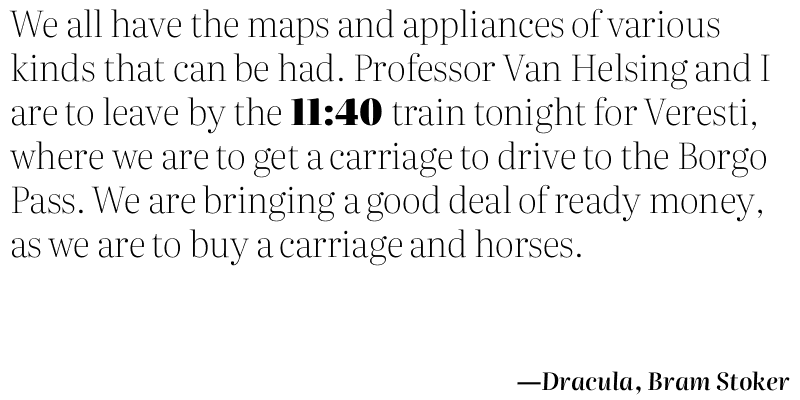 We all have the maps and appliances of various
kinds that can be had. Professor Van Helsing and I
are to leave by the 11:40 train tonight for Veresti,
where we are to get a carriage to drive to the Borgo
Pass. We are bringing a good deal of ready money,
as we are to buy a carriage and horses.
—Dracula, Bram Stoker